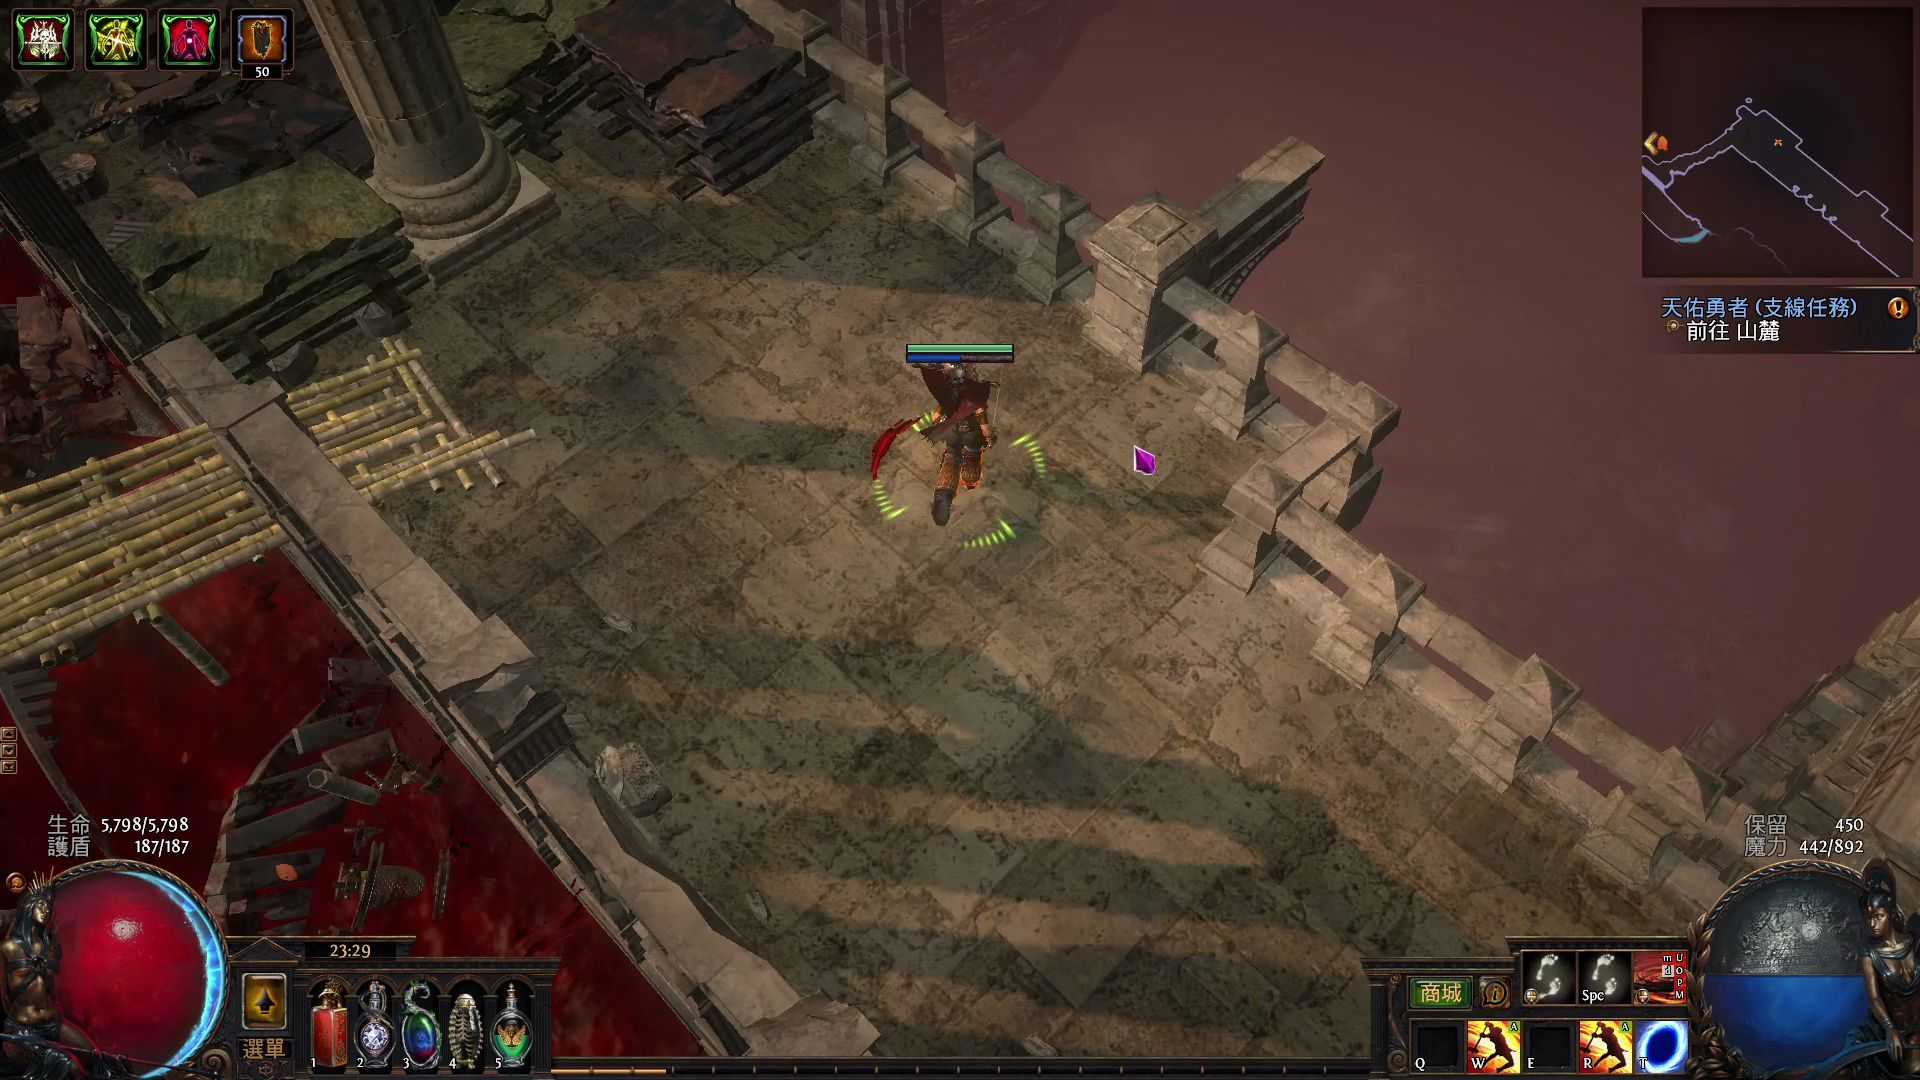 50
天佑勇者 (支線任務)
前往 山麓
生命 5,798/5,798
護盾 187/187
保留 450
魔力 442/892
23:29
選單
1 2 3 4 5
商城
Spc
Q W E R T
A A
m U
d O
P
M